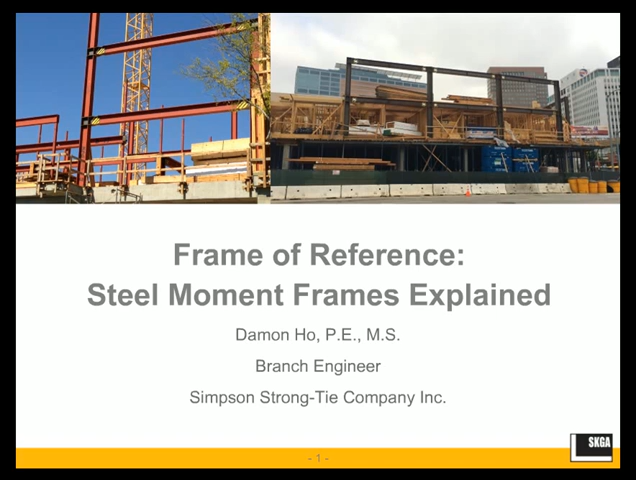 Frame of Reference:
Steel Moment Frames Explained
Damon Ho, P.E., M.S.
Branch Engineer
Simpson Strong-Tie Company Inc.
SKGA
- 1 -